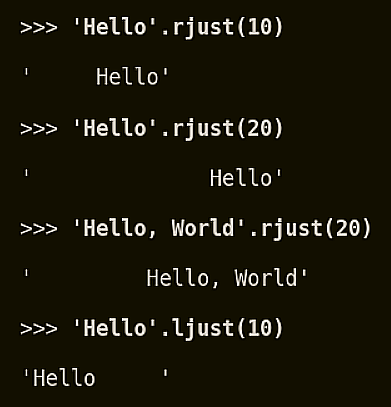 >>> 'Hello'.rjust(10)
'     Hello'
>>> 'Hello'.rjust(20)
'              Hello'
>>> 'Hello, World'.rjust(20)
'         Hello, World'
>>> 'Hello'.ljust(10)
'Hello     '